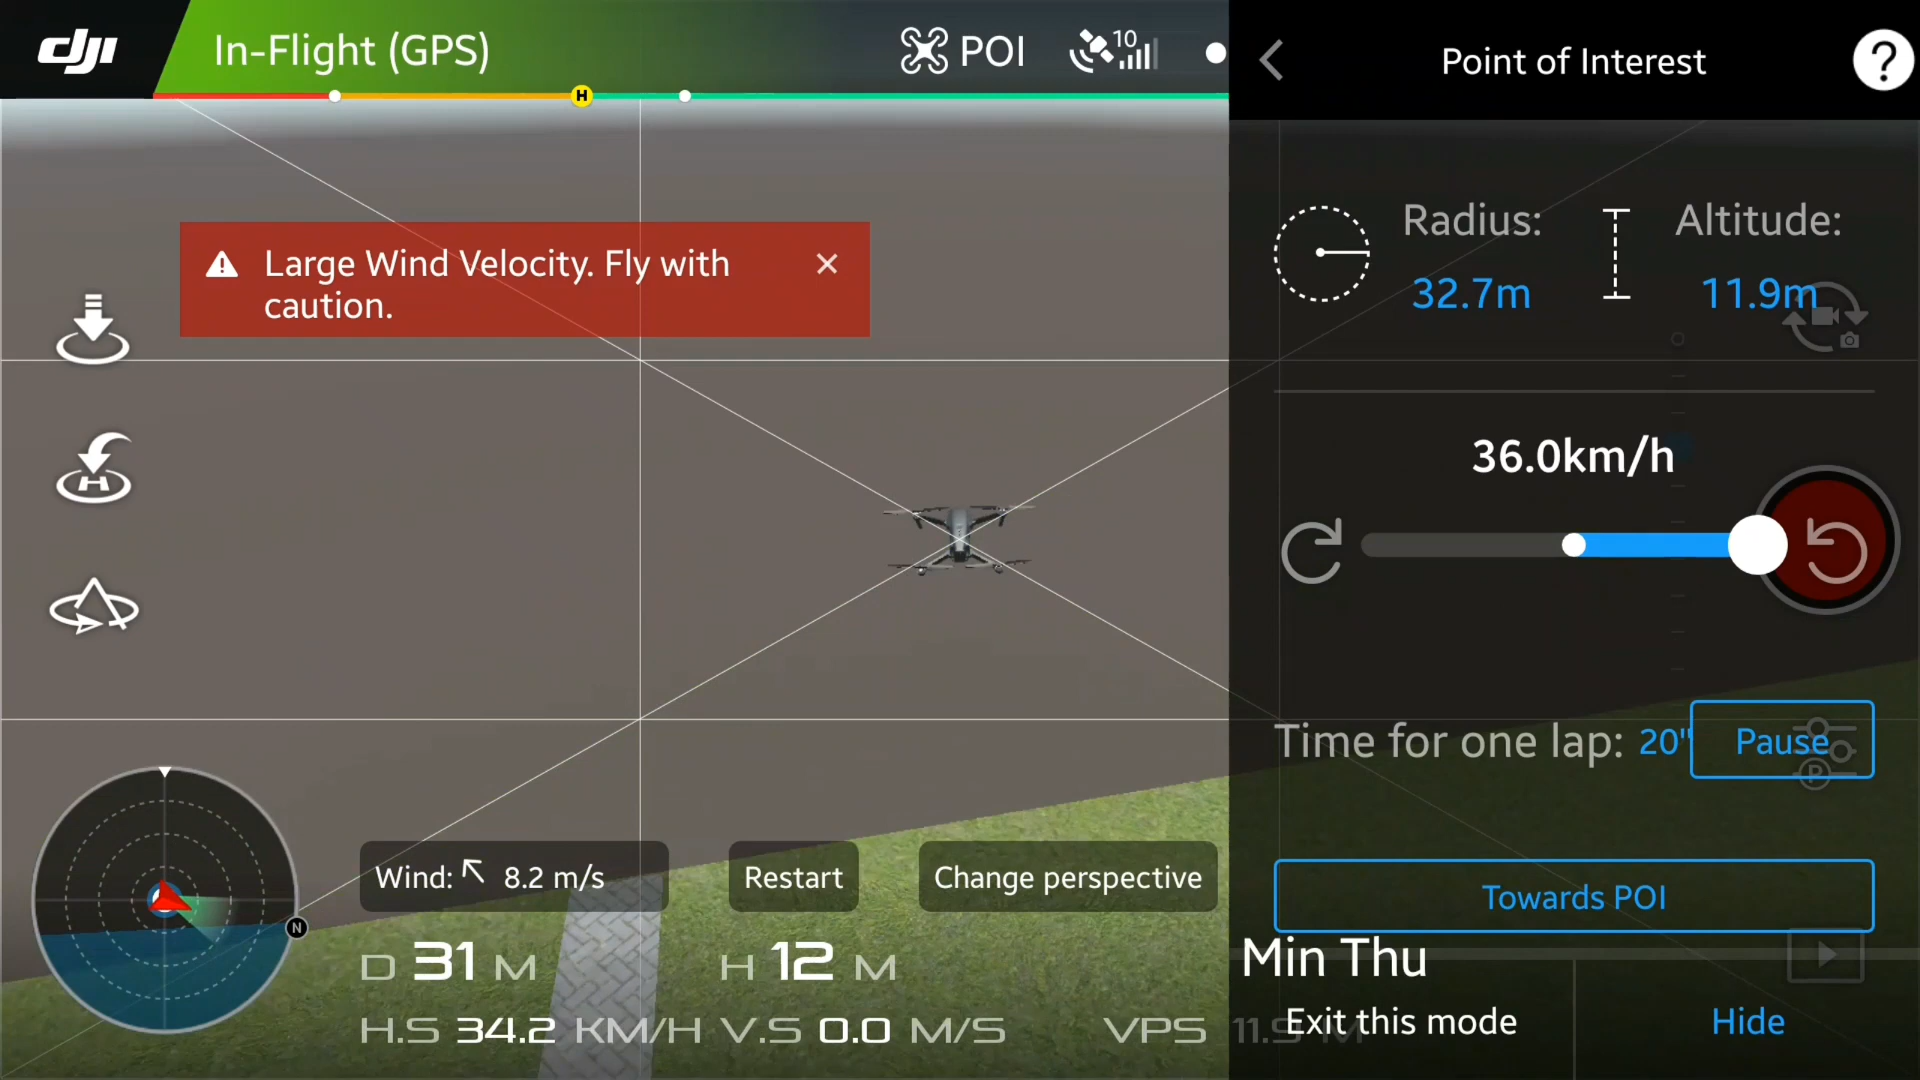 dji
In-Flight (GPS)
POI
10
Point of Interest
?
H
Large Wind Velocity. Fly with
caution.
Radius:
32.7m
Altitude:
11.9m
H
36.0km/h
Time for one lap: 20"
Pause
P
Wind: 8.2 m/s
Restart
Change perspective
Towards POI
N
D 31 M
H 12 M
Min Thu
H.S 34.2 KM/H
V.S 0.0 M/S
VPS 11.9 M
Exit this mode
Hide